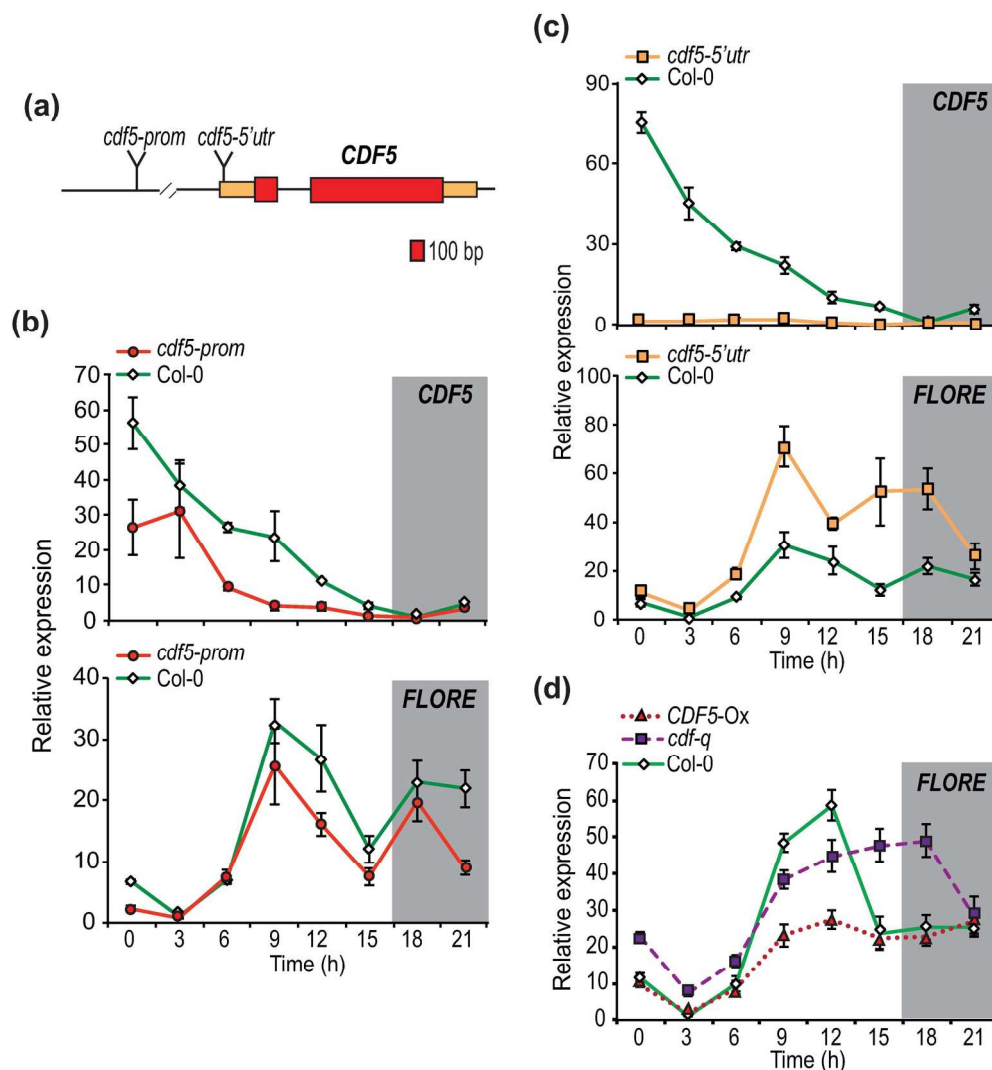 (a)
cdf5-prom
cdf5-5'utr
CDF5
100 bp
(b)
cdf5-prom
Col-0
CDF5
70
60
50
40
30
20
10
0
cdf5-prom
Col-0
FLORE
40
30
20
10
0
Relative expression
0 3 6 9 12 15 18 21
Time (h)
(c)
cdf5-5'utr
Col-0
CDF5
90
60
30
0
cdf5-5'utr
Col-0
FLORE
100
80
60
40
20
0
Relative expression
0 3 6 9 12 15 18 21
Time (h)
(d)
CDF5-Ox
cdf-q
Col-0
FLORE
70
60
50
40
30
20
10
0
Relative expression
0 3 6 9 12 15 18 21
Time (h)